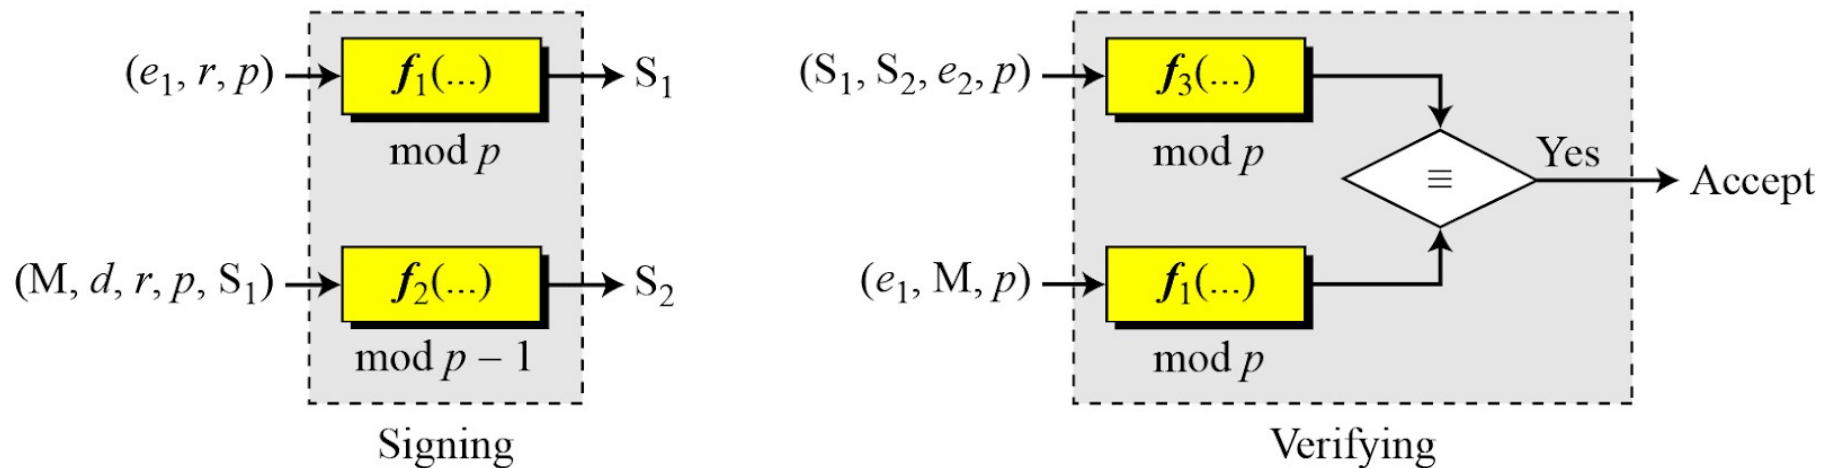 (e₁, r, p) f₁(...) S₁
mod p
(M, d, r, p, S₁) f₂(...) S₂
mod p – 1
Signing
(S₁, S₂, e₂, p) f₃(...)
mod p
≡ Yes Accept
(e₁, M, p) f₁(...)
mod p
Verifying